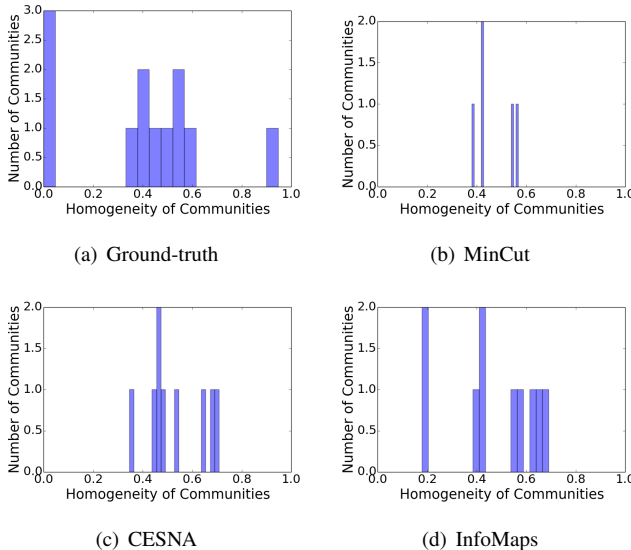 3.0
2.5
2.0
1.5
1.0
0.5
0.0
Number of Communities
0.0 0.2 0.4 0.6 0.8 1.0
Homogeneity of Communities
(a) Ground-truth
2.0
1.5
1.0
0.5
0.0
Number of Communities
0.0 0.2 0.4 0.6 0.8 1.0
Homogeneity of Communities
(b) MinCut
2.0
1.5
1.0
0.5
0.0
Number of Communities
0.0 0.2 0.4 0.6 0.8 1.0
Homogeneity of Communities
(c) CESNA
2.0
1.5
1.0
0.5
0.0
Number of Communities
0.0 0.2 0.4 0.6 0.8 1.0
Homogeneity of Communities
(d) InfoMaps